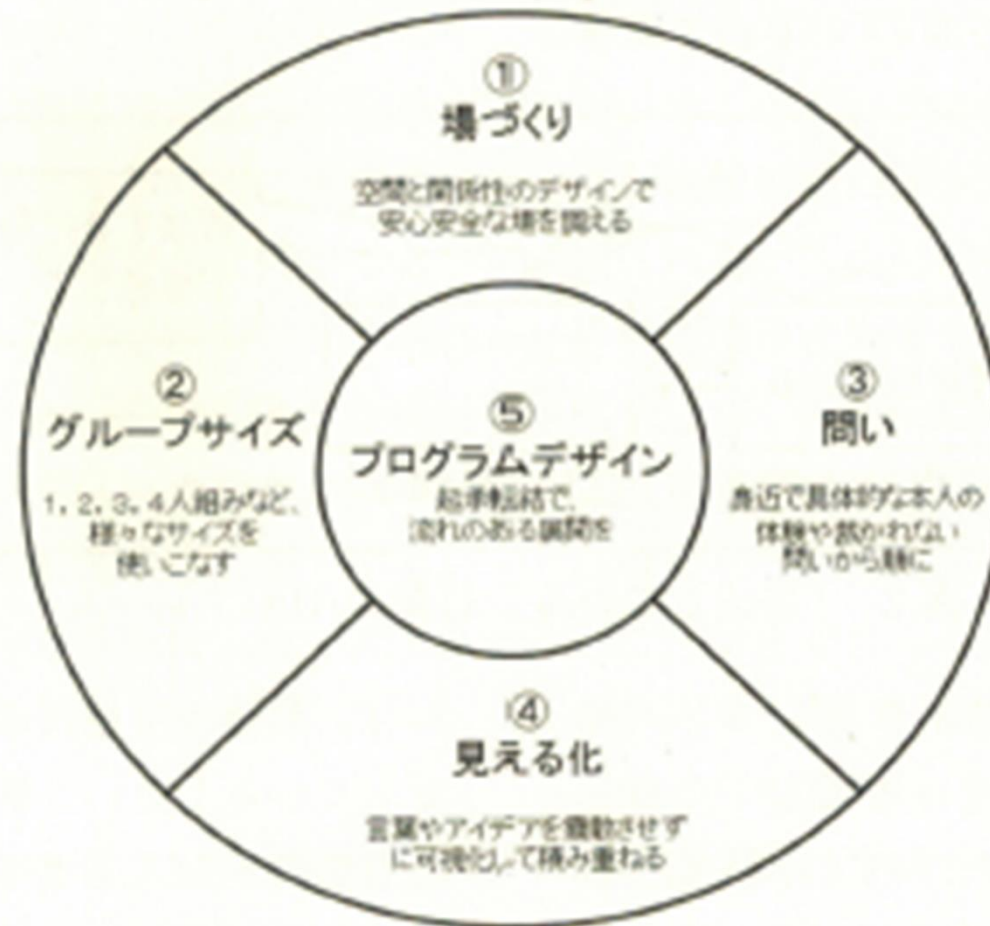 ①
場づくり
空間と関係性のデザインで
安心安全な場を調える
②
グループサイズ
1、2、3、4人組みなど、
様々なサイズを
使いこなす
③
問い
身近で具体的な本人の
体験や裁かれない
問いから順に
④
見える化
言葉やアイデアを させず
に可視化して積み重ねる
⑤
プログラムデザイン
起承転結で、
流れのある展開を